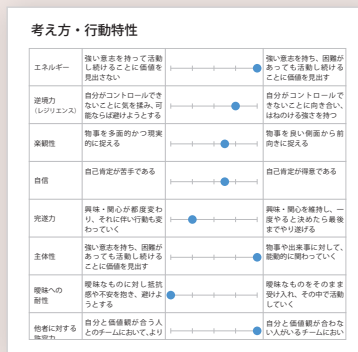 考え方・行動特性
エネルギー
強い意志を持って活動
し続けることに価値を
見出さない
強い意志を持ち、困難が
あっても活動し続ける
ことに価値を見出す
逆境力
(レジリエンス)
自分がコントロールでき
ないことに気を揉み、可
能ならば避けようとする
自分がコントロールで
きないことに向き合い、
はねのける強さを持つ
楽観性
物事を多面的かつ現実
的に捉える
物事を良い側面から前
向きに捉える
自信
自己肯定が苦手である
自己肯定が得意である
完遂力
興味・関心が都度変わ
り、それに伴い行動も変
わっていく
興味・関心を維持し、一
度やると決めたら最後
までやり遂げる
主体性
強い意志を持ち、困難が
あっても活動し続ける
ことに価値を見出す
物事や出来事に対して、
能動的に関わっていく
曖昧への
耐性
曖昧なものに対し抵抗
感や不安を抱き、避けよ
うとする
曖昧なものをそのまま
受け入れ、その中で活動
していく
他者に対する
許容力
自分と価値観が合う人
とのチームにおいて、より
自分と価値観が合わな
い人がいるチームにおい